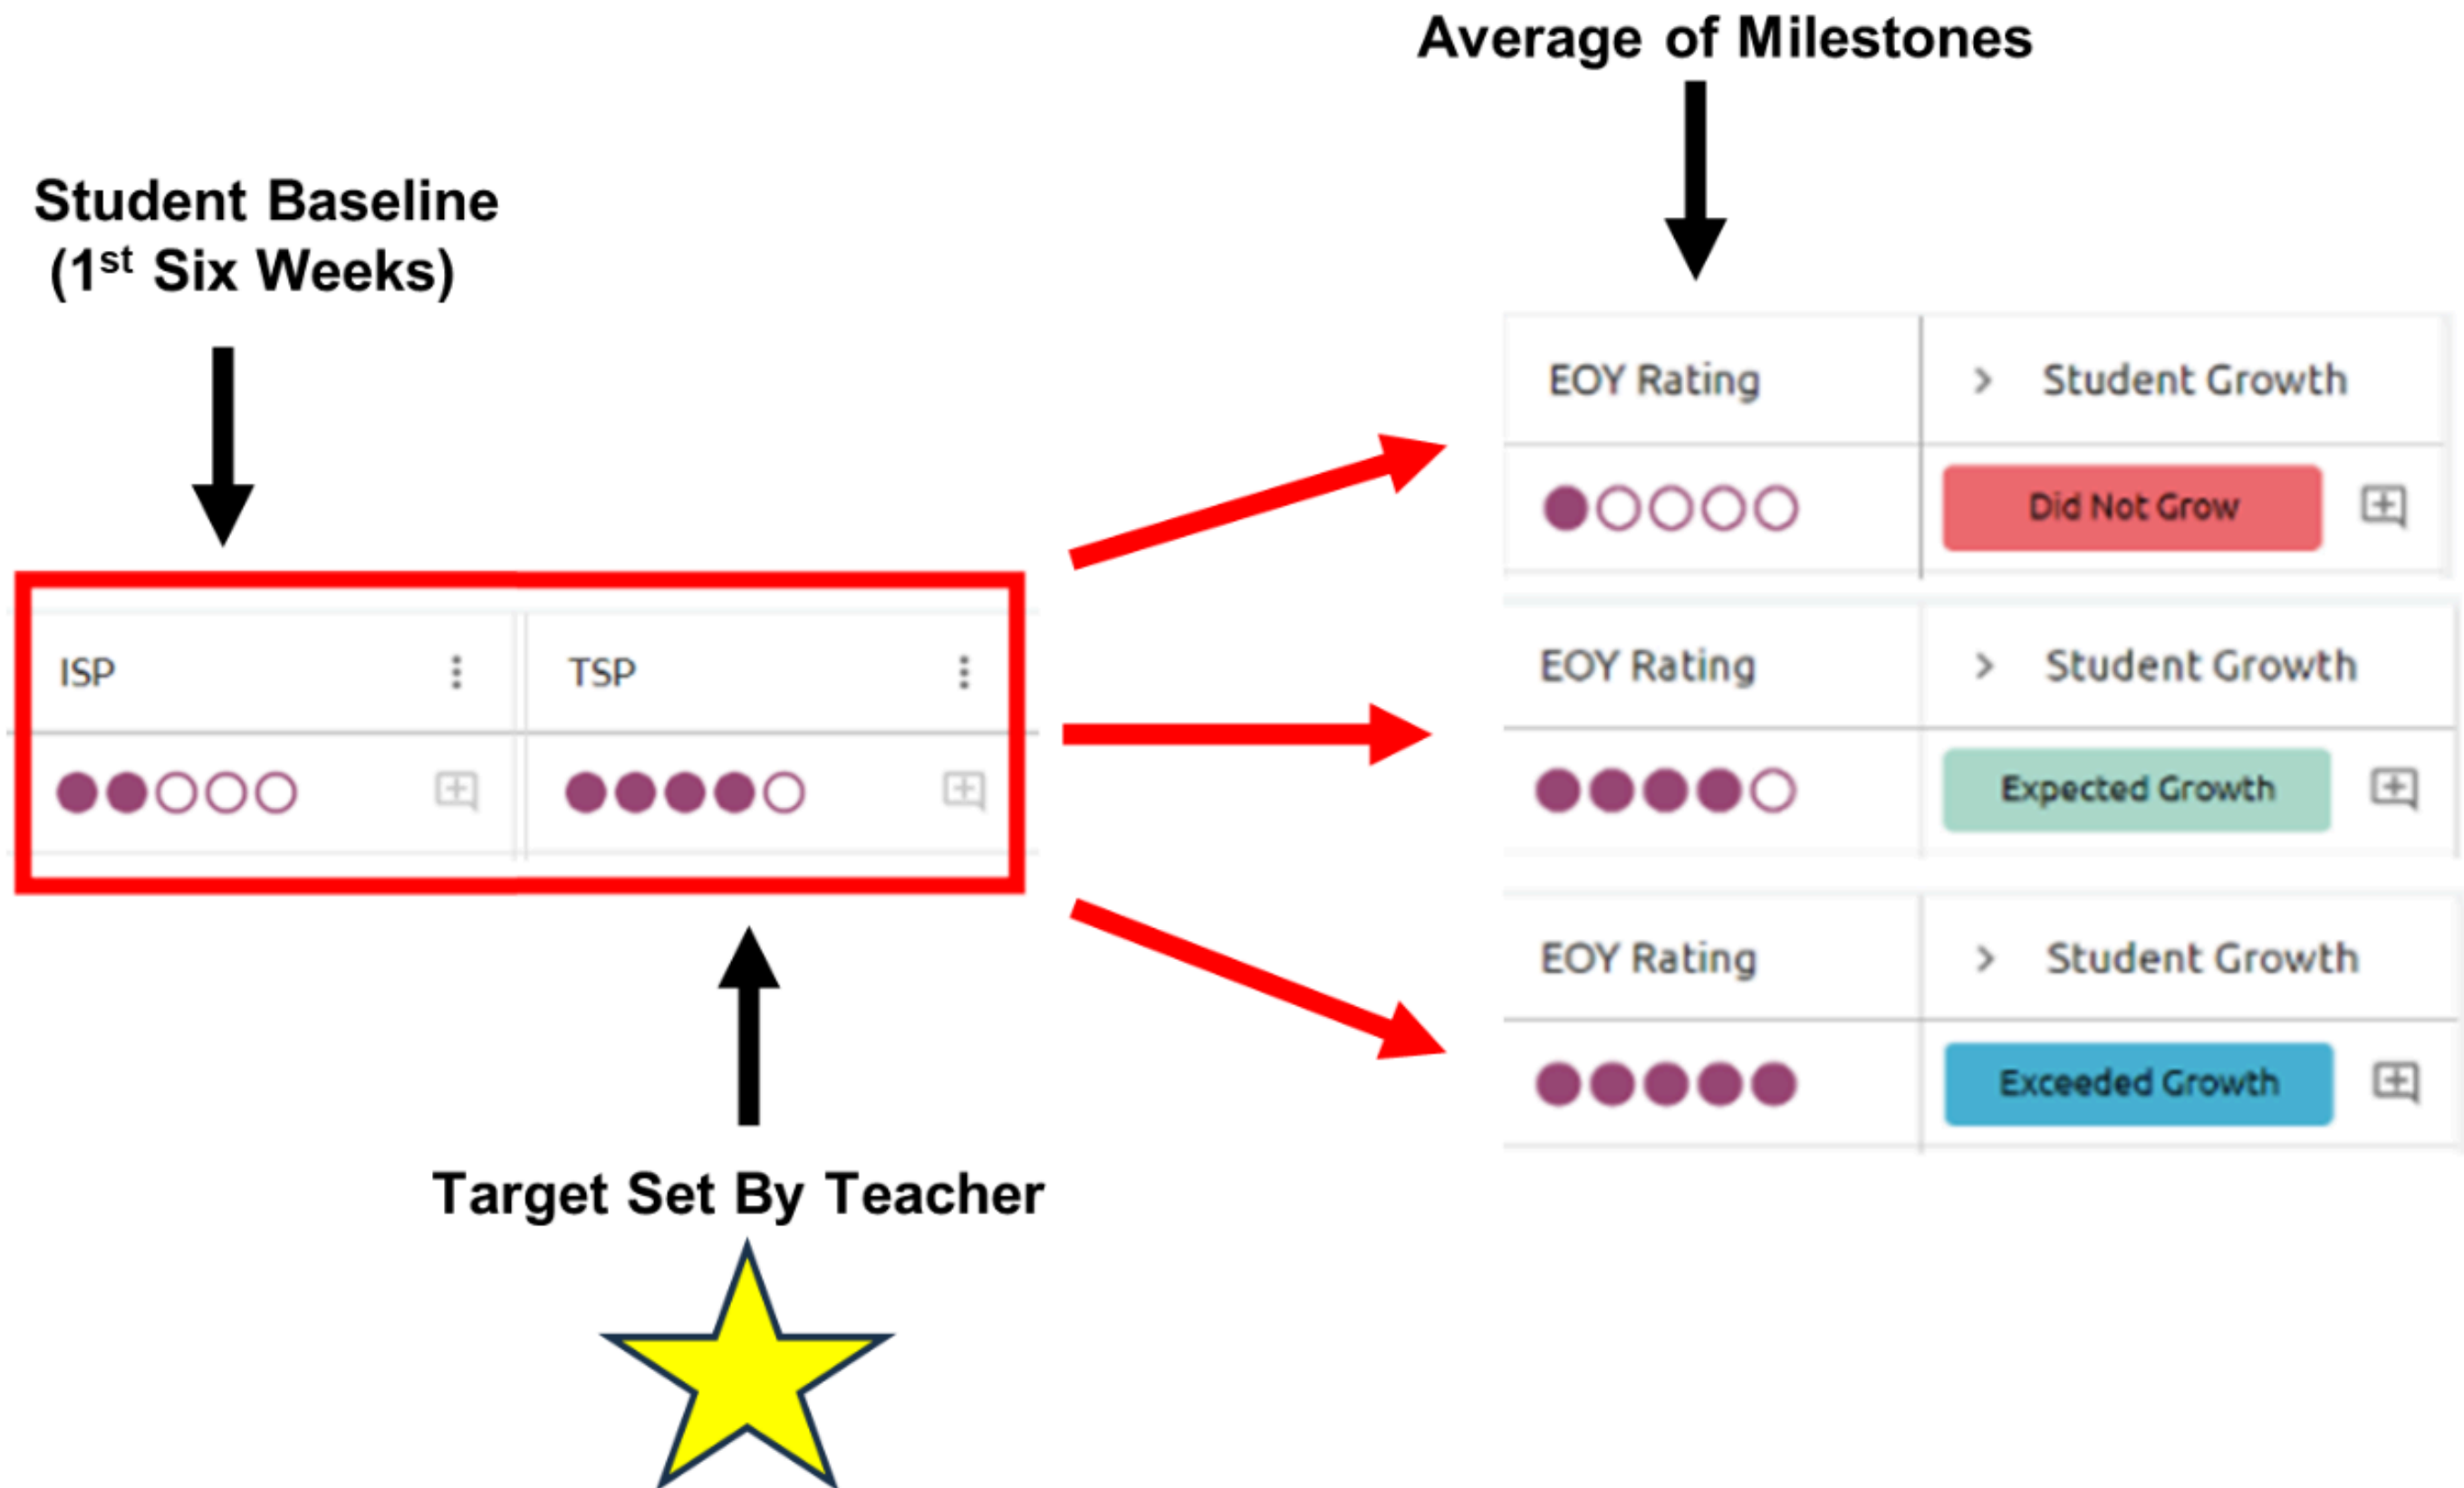 Average of Milestones
Student Baseline
(1st Six Weeks)
ISP
TSP
Target Set By Teacher
EOY Rating
Student Growth
Did Not Grow
EOY Rating
Student Growth
Expected Growth
EOY Rating
Student Growth
Exceeded Growth